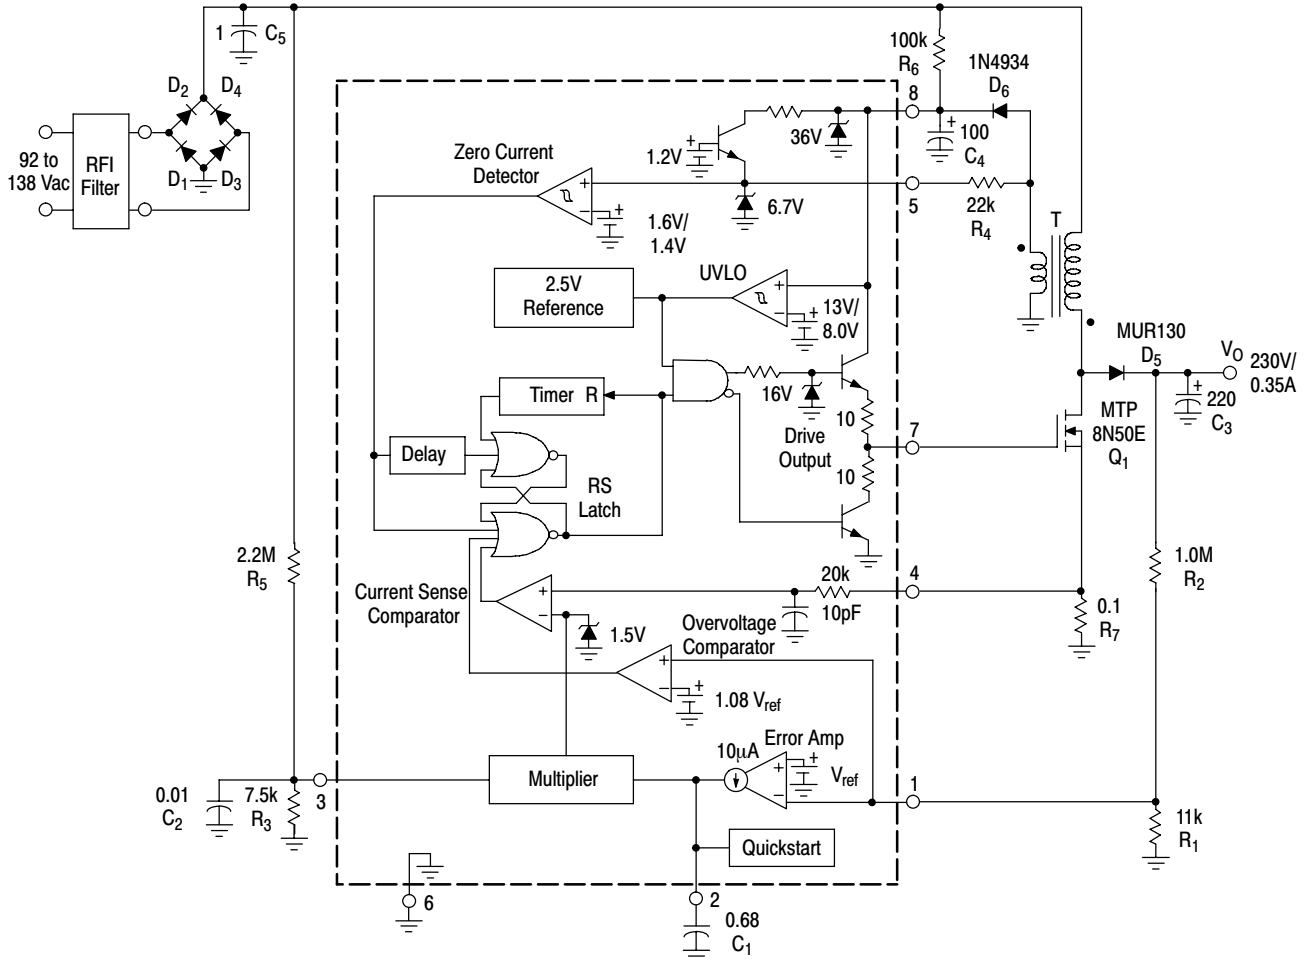 1
C5
100k
R6
1N4934
D6
D2
D4
8
92 to
138 Vac
RFI
Filter
D1
D3
Zero Current
Detector
1.2V
36V
100
C4
+
+
−
+
+
6.7V
5
22k
R4
T
1.6V/
1.4V
2.5V
Reference
UVLO
+
−
+
13V/
8.0V
MUR130
D5
VO
230V/
0.35A
Timer R
16V
10
Drive
Output
10
7
MTP
8N50E
Q1
+
220
C3
Delay
RS
Latch
2.2M
R5
Current Sense
Comparator
+
−
1.5V
20k
10pF
4
0.1
R7
1.0M
R2
Overvoltage
Comparator
+
−
+
1.08 Vref
Multiplier
10μA
Error Amp
+
−
+
Vref
1
0.01
C2
7.5k
R3
3
Quickstart
11k
R1
6
2
0.68
C1